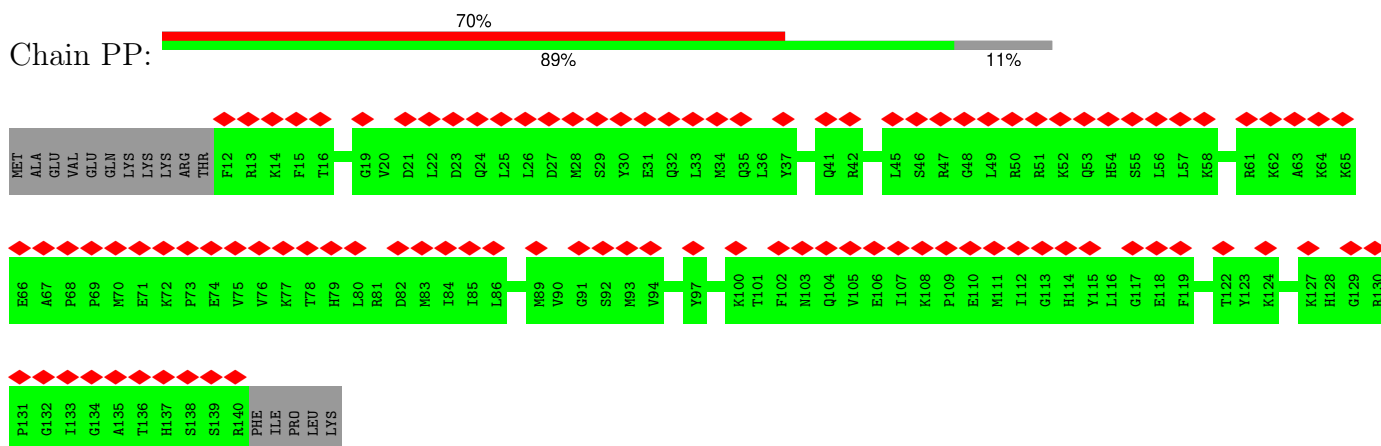 70%
Chain PP:
89% 11%
MET ALA GLU VAL GLU GLN LYS LYS LYS ARG THR F12 R13 K14 F15 T16 G19 V20 D21 L22 D23 Q24 L25 L26 D27 M28 S29 Y30 E31 Q32 L33 M34 Q35 L36 Y37 Q41 R42 L45 S46 R47 G48 L49 R50 R51 K52 Q53 H54 S55 L56 L57 K58 R61 K62 A63 K64 K65
E66 A67 P68 P69 M70 E71 K72 P73 E74 V75 V76 K77 T78 H79 L80 R81 D82 M83 I84 I85 L86 M89 V90 G91 S92 M93 V94 Y97 K100 T101 F102 N103 Q104 V105 E106 I107 K108 P109 E110 M111 I112 G113 H114 Y115 L116 G117 E118 F119 T122 Y123 K124 K127 H128 G129 R130
P131 G132 I133 G134 A135 T136 H137 S138 S139 R140 PHE ILE PRO LEU LYS